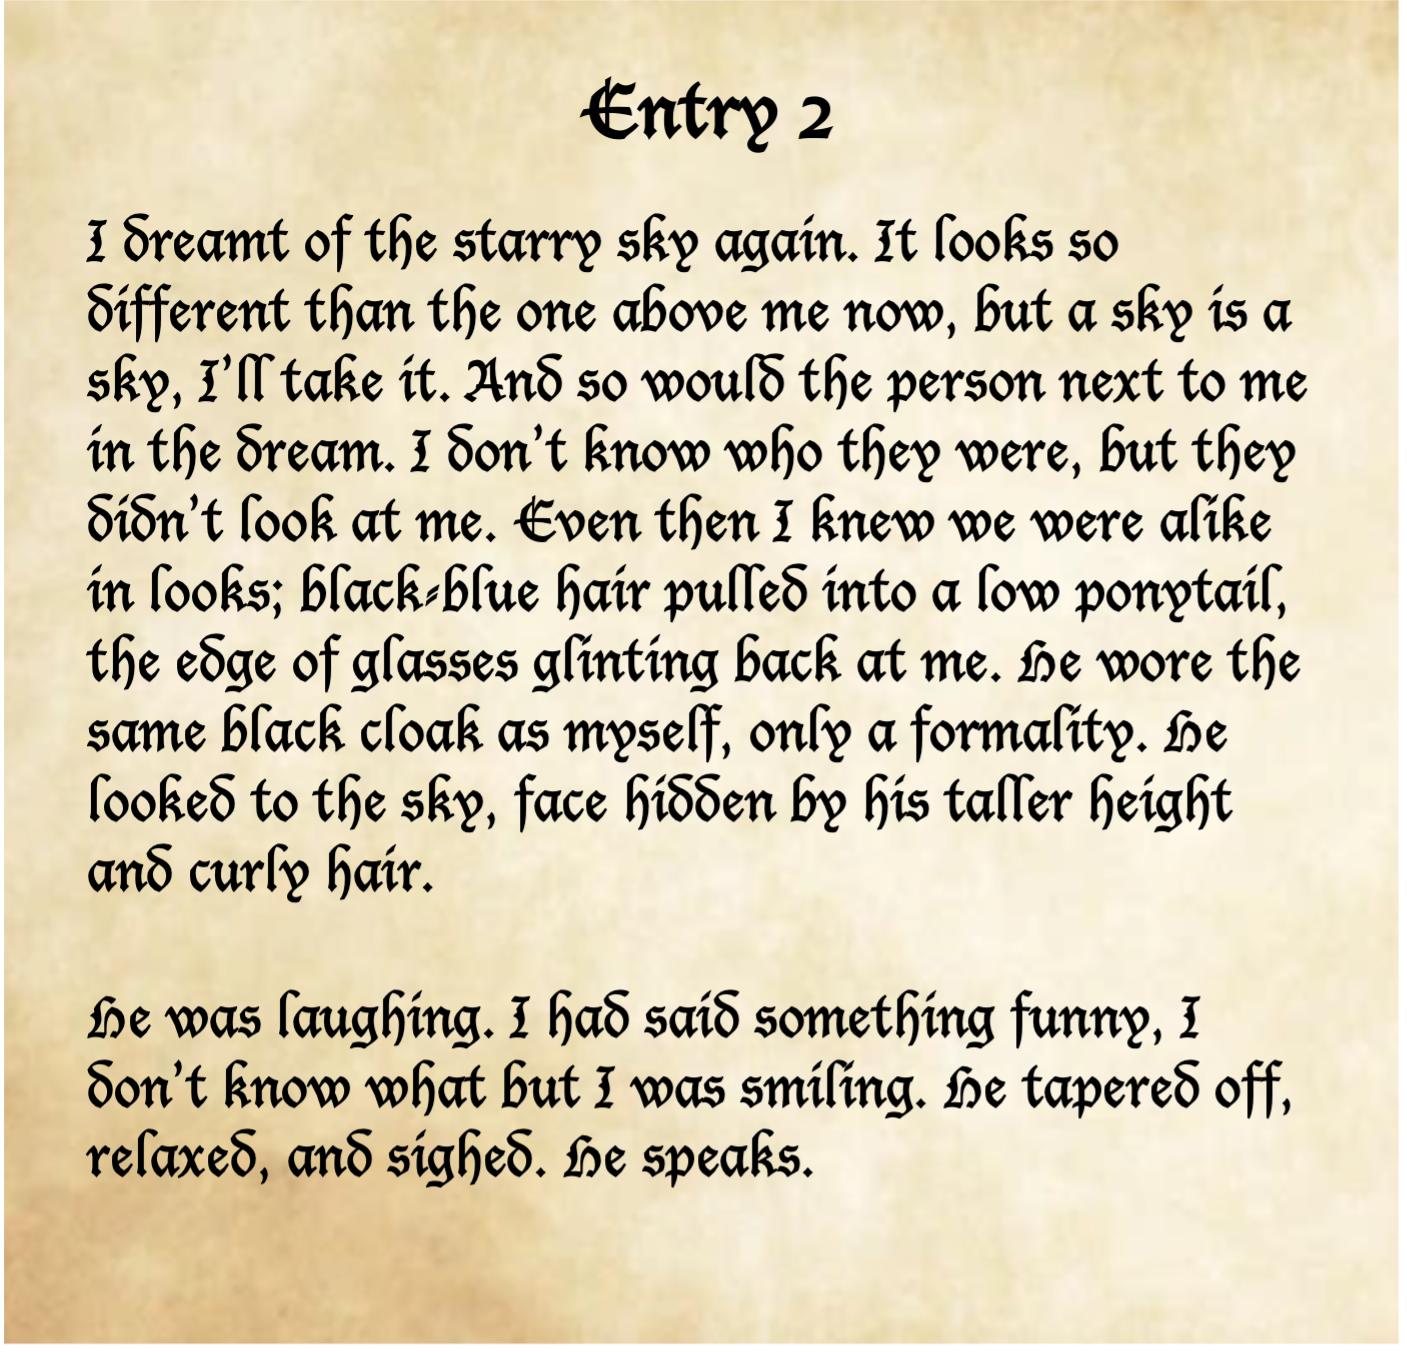 Entry 2
I dreamt of the starry sky again. It looks so
different than the one above me now, but a sky is a
sky, I'll take it. And so would the person next to me
in the dream. I don't know who they were, but they
didn't look at me. Even then I knew we were alike
in looks; black-blue hair pulled into a low ponytail,
the edge of glasses glinting back at me. He wore the
same black cloak as myself, only a formality. He
looked to the sky, face hidden by his taller height
and curly hair.
He was laughing. I had said something funny, I
don't know what but I was smiling. He tapered off,
relaxed, and sighed. He speaks.